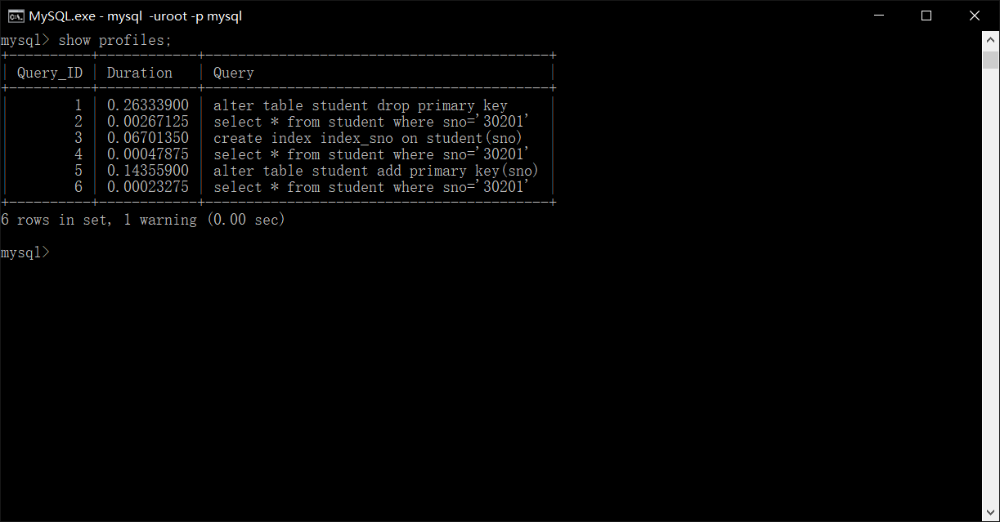 MySQL.exe - mysql  -uroot -p mysql
mysql> show profiles;
+----------+------------+------------------------------------------+
| Query_ID | Duration   | Query                                    |
+----------+------------+------------------------------------------+
|        1 | 0.26333900 | alter table student drop primary key     |
|        2 | 0.00267125 | select * from student where sno='30201'  |
|        3 | 0.06701350 | create index index_sno on student(sno)   |
|        4 | 0.00047875 | select * from student where sno='30201'  |
|        5 | 0.14355900 | alter table student add primary key(sno) |
|        6 | 0.00023275 | select * from student where sno='30201'  |
+----------+------------+------------------------------------------+
6 rows in set, 1 warning (0.00 sec)
mysql>